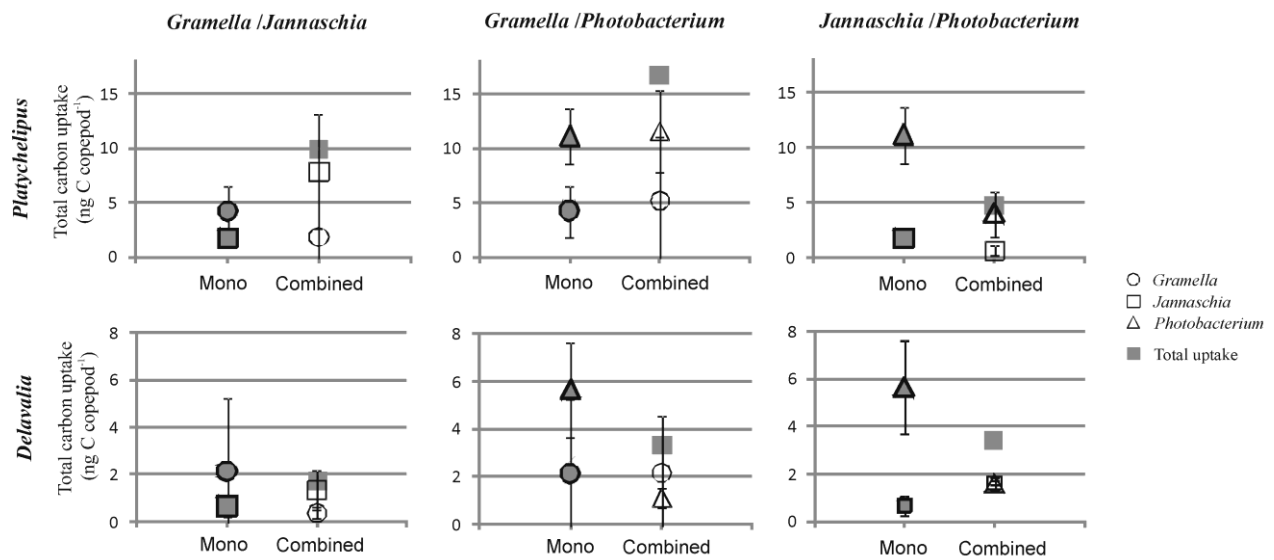 Gramella /Jannaschia
Gramella /Photobacterium
Jannaschia /Photobacterium
Platychelipus
Total carbon uptake
(ng C copepod-1)
15
10
5
0
Mono Combined
15
10
5
0
Mono Combined
15
10
5
0
Mono Combined
Gramella
Jannaschia
Photobacterium
Total uptake
Delavalia
Total carbon uptake
(ng C copepod-1)
8
6
4
2
0
Mono Combined
8
6
4
2
0
Mono Combined
8
6
4
2
0
Mono Combined